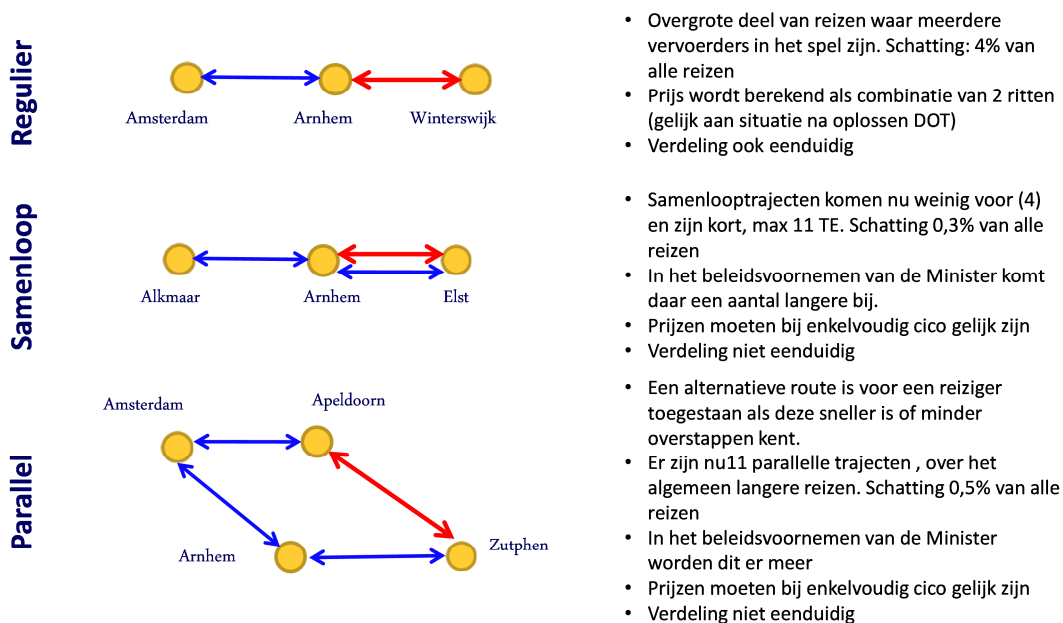 Regulier
Amsterdam
Arnhem
Winterswijk
• Overgrote deel van reizen waar meerdere
vervoerders in het spel zijn. Schatting: 4% van
alle reizen
• Prijs wordt berekend als combinatie van 2 ritten
(gelijk aan situatie na oplossen DOT)
• Verdeling ook eenduidig
Samenloop
Alkmaar
Arnhem
Elst
• Samenlooptrajecten komen nu weinig voor (4)
en zijn kort, max 11 TE. Schatting 0,3% van alle
reizen
• In het beleidsvoornemen van de Minister komt
daar een aantal langere bij.
• Prijzen moeten bij enkelvoudig cico gelijk zijn
• Verdeling niet eenduidig
Parallel
Amsterdam
Apeldoorn
Arnhem
Zutphen
• Een alternatieve route is voor een reiziger
toegestaan als deze sneller is of minder
overstappen kent.
• Er zijn nu11 parallelle trajecten , over het
algemeen langere reizen. Schatting 0,5% van alle
reizen
• In het beleidsvoornemen van de Minister
worden dit er meer
• Prijzen moeten bij enkelvoudig cico gelijk zijn
• Verdeling niet eenduidig